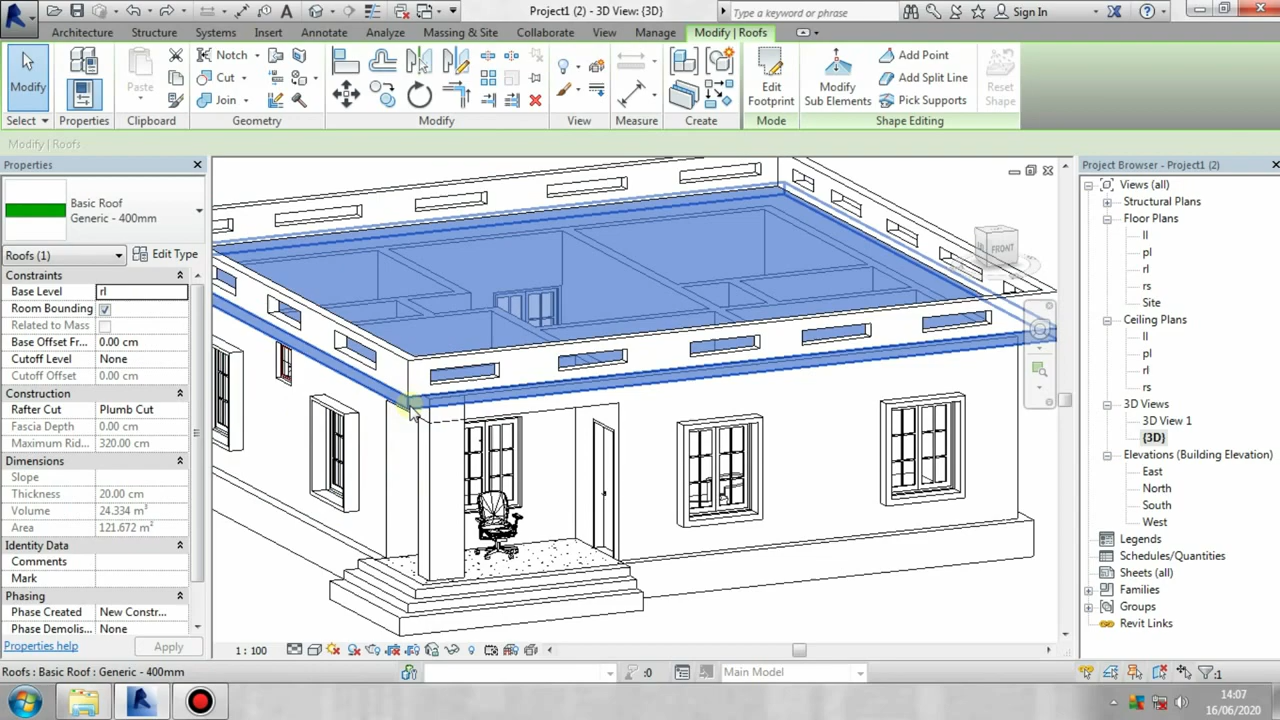 Project1 (2) - 3D View: {3D}
Type a keyword or phrase
Sign In
Architecture Structure Systems Insert Annotate Analyze Massing & Site Collaborate View Manage Modify | Roofs
Modify
Paste
Notch
Cut
Join
Edit Footprint
Modify Sub Elements
Add Point
Add Split Line
Pick Supports
Reset Shape
Select Properties Clipboard Geometry Modify View Measure Create Mode Shape Editing
Modify | Roofs
Properties
Basic Roof
Generic - 400mm
Roofs (1)
Edit Type
Constraints
Base Level rl
Room Bounding
Related to Mass
Base Offset Fr... 0.00 cm
Cutoff Level None
Cutoff Offset 0.00 cm
Construction
Rafter Cut Plumb Cut
Fascia Depth 0.00 cm
Maximum Rid... 320.00 cm
Dimensions
Slope
Thickness 20.00 cm
Volume 24.334 m³
Area 121.672 m²
Identity Data
Comments
Mark
Phasing
Phase Created New Constr...
Phase Demolis... None
Properties help
Apply
FRONT
Project Browser - Project1 (2)
Views (all)
Structural Plans
Floor Plans
ll
pl
rl
rs
Site
Ceiling Plans
ll
pl
rl
rs
3D Views
3D View 1
{3D}
Elevations (Building Elevation)
East
North
South
West
Legends
Schedules/Quantities
Sheets (all)
Families
Groups
Revit Links
1 : 100
Roofs : Basic Roof : Generic - 400mm
:0
Main Model
:1
14:07
16/06/2020